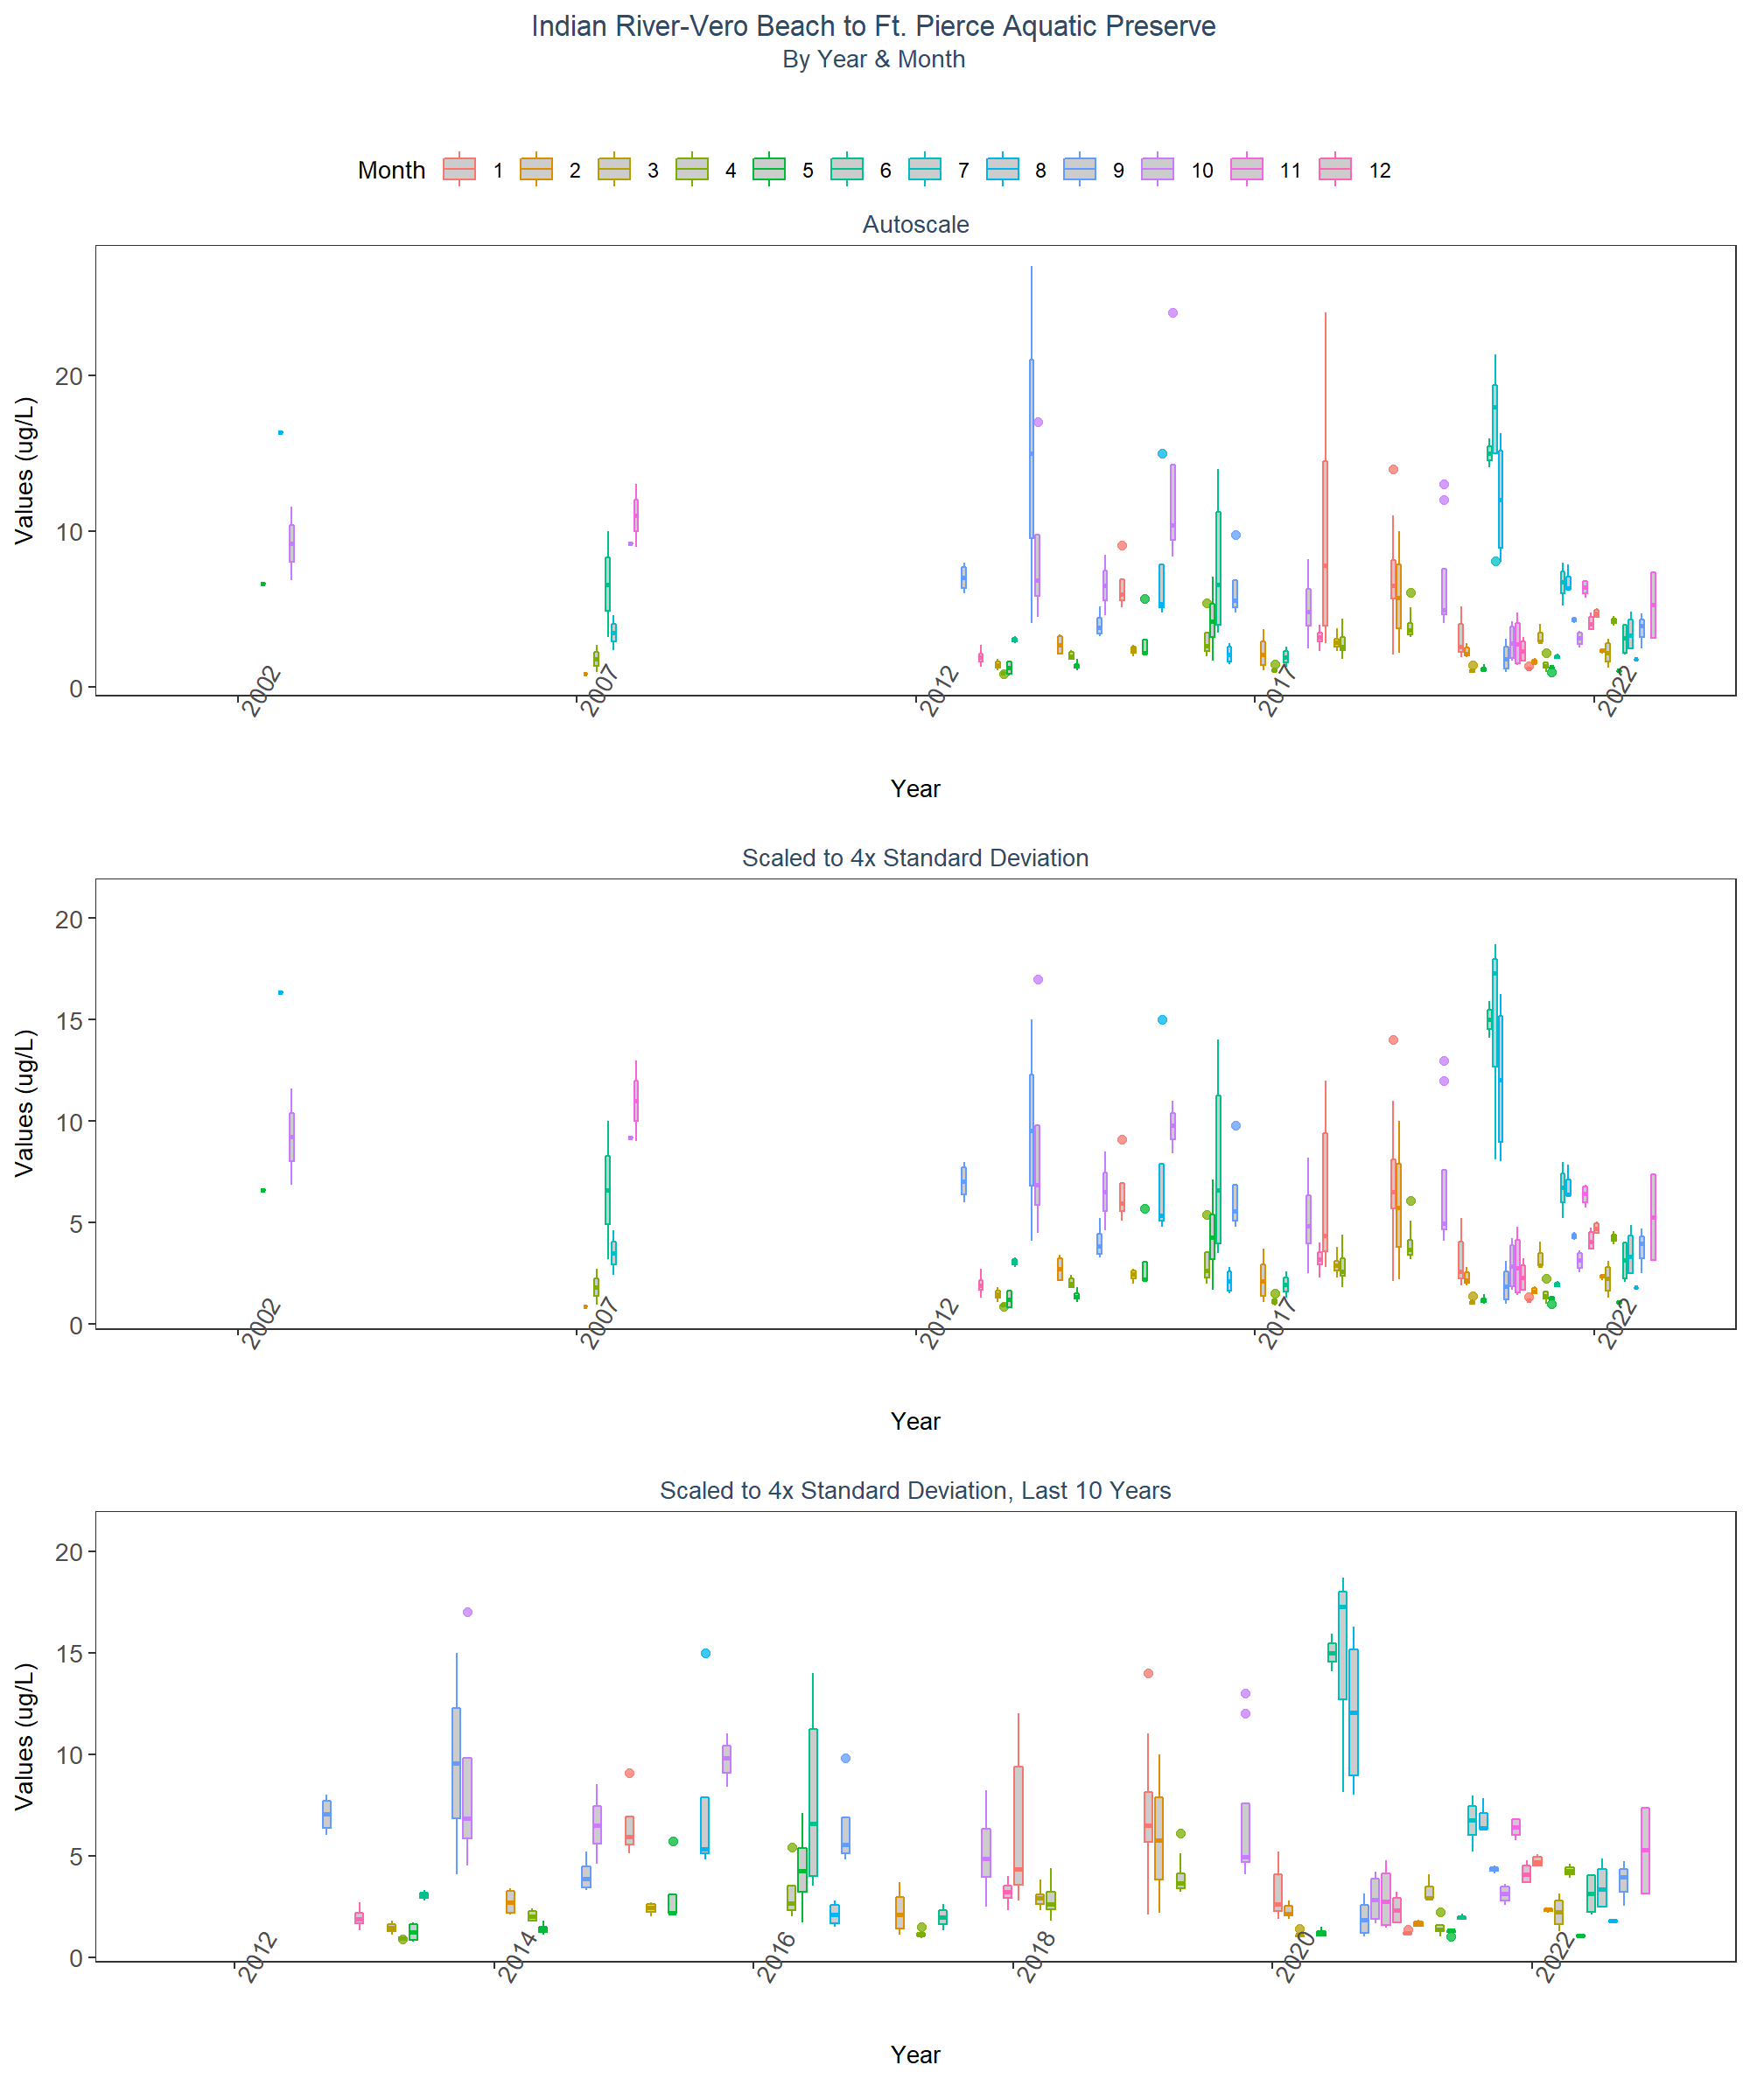 Indian River-Vero Beach to Ft. Pierce Aquatic Preserve
By Year & Month
Month 1 2 3 4 5 6 7 8 9 10 11 12
Autoscale
Values (ug/L)
20
10
0
2002 2007 2012 2017 2022
Year
Scaled to 4x Standard Deviation
Values (ug/L)
20
15
10
5
0
2002 2007 2012 2017 2022
Year
Scaled to 4x Standard Deviation, Last 10 Years
Values (ug/L)
20
15
10
5
0
2012 2014 2016 2018 2020 2022
Year